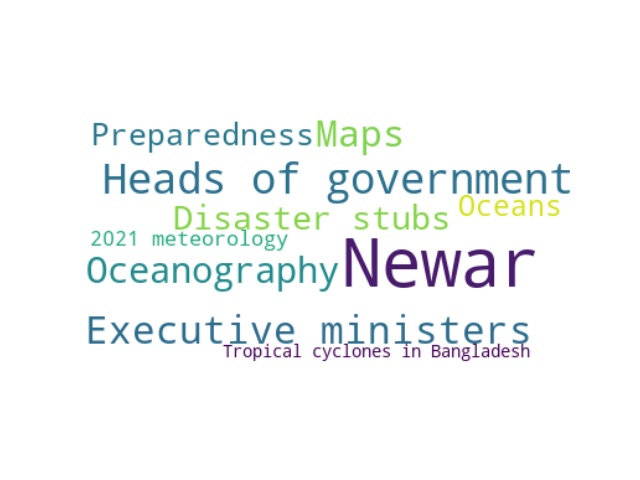 Preparedness Maps
Heads of government
Disaster stubs Oceans
2021 meteorology
Oceanography Newar
Executive ministers
Tropical cyclones in Bangladesh